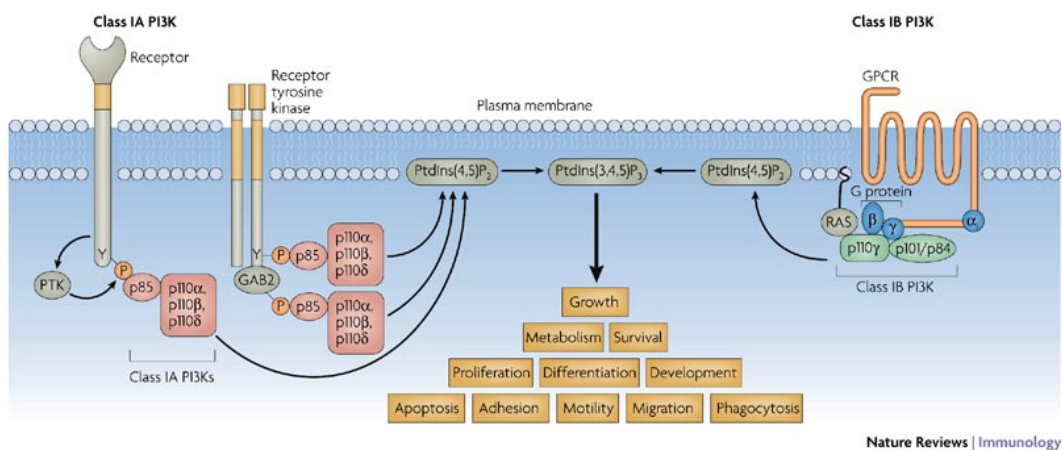 Class IA PI3K
Class IB PI3K
Receptor
Receptor
tyrosine
kinase
Plasma membrane
GPCR
PtdIns(4,5)P2
PtdIns(3,4,5)P3
PtdIns(4,5)P2
G protein
RAS
β
γ
α
p110γ
p101/p84
Class IB PI3K
Y
P
PTK
p85
p110α,
p110β,
p110δ
Class IA PI3Ks
Y
GAB2
P
p85
p110α,
p110β,
p110δ
P
p85
p110α,
p110β,
p110δ
Growth
Metabolism
Survival
Proliferation
Differentiation
Development
Apoptosis
Adhesion
Motility
Migration
Phagocytosis
Nature Reviews | Immunology